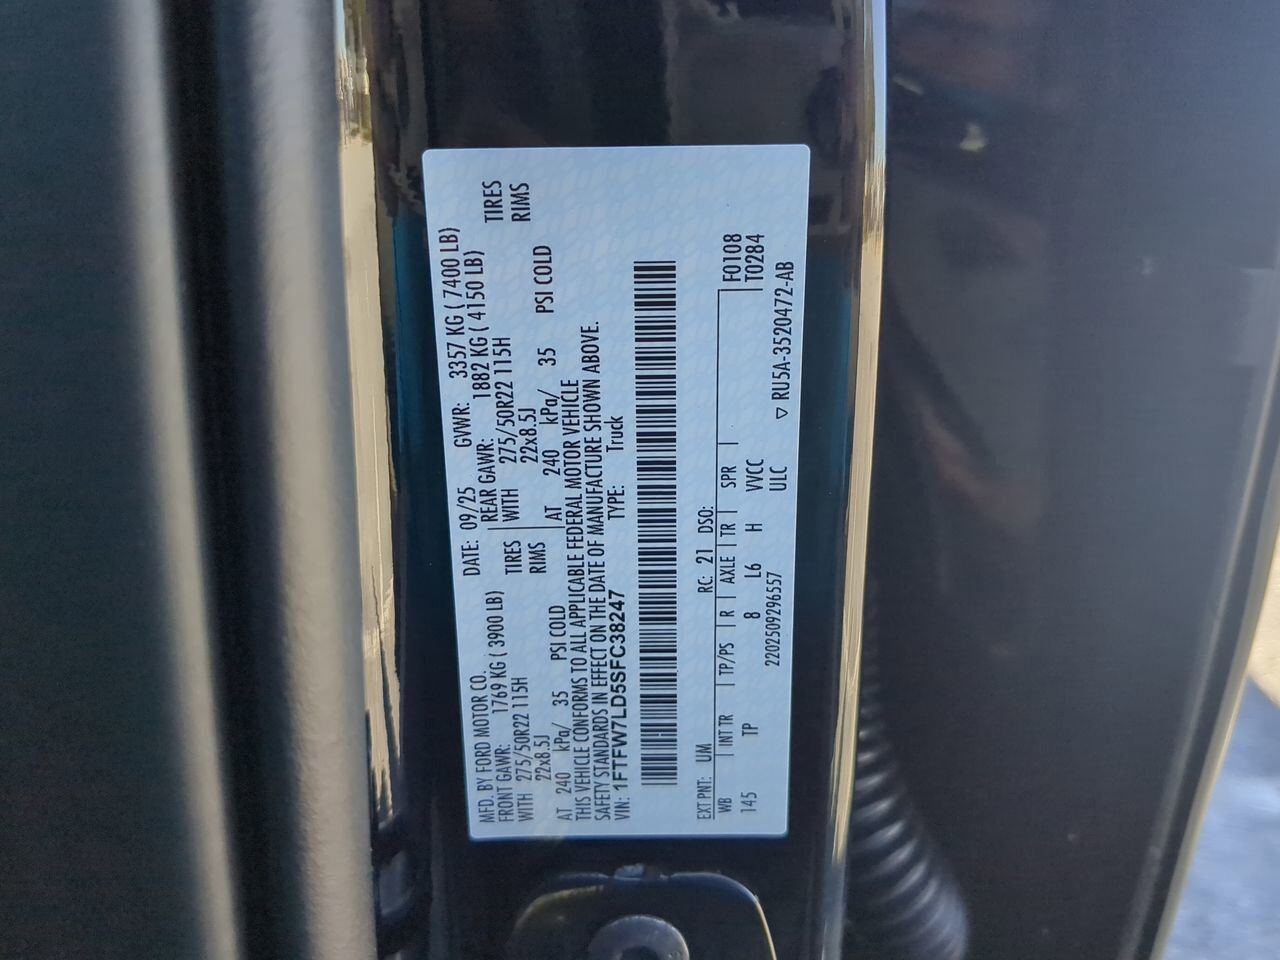 MFD. BY FORD MOTOR CO. DATE: 09/25 GVWR: 3357 KG ( 7400 LB)
FRONT GAWR: 1769 KG ( 3900 LB) REAR GAWR: 1882 KG ( 4150 LB)
WITH 275/50R22 115H TIRES WITH 275/50R22 115H TIRES
22x8.5J RIMS 22x8.5J RIMS
AT 240 kPa/ 35 PSI COLD AT 240 kPa/ 35 PSI COLD
THIS VEHICLE CONFORMS TO ALL APPLICABLE FEDERAL MOTOR VEHICLE
SAFETY STANDARDS IN EFFECT ON THE DATE OF MANUFACTURE SHOWN ABOVE.
VIN: 1FTFW7LD5SFC38247 TYPE: Truck
EXT PNT: UM RC: 21 DSO:
WB | INT TR | TP/PS | R | AXLE | TR | SPR | F0108
145 TP 8 L6 H VVCC T0284
2202509296557 ULC ▽ RU5A-3520472-AB